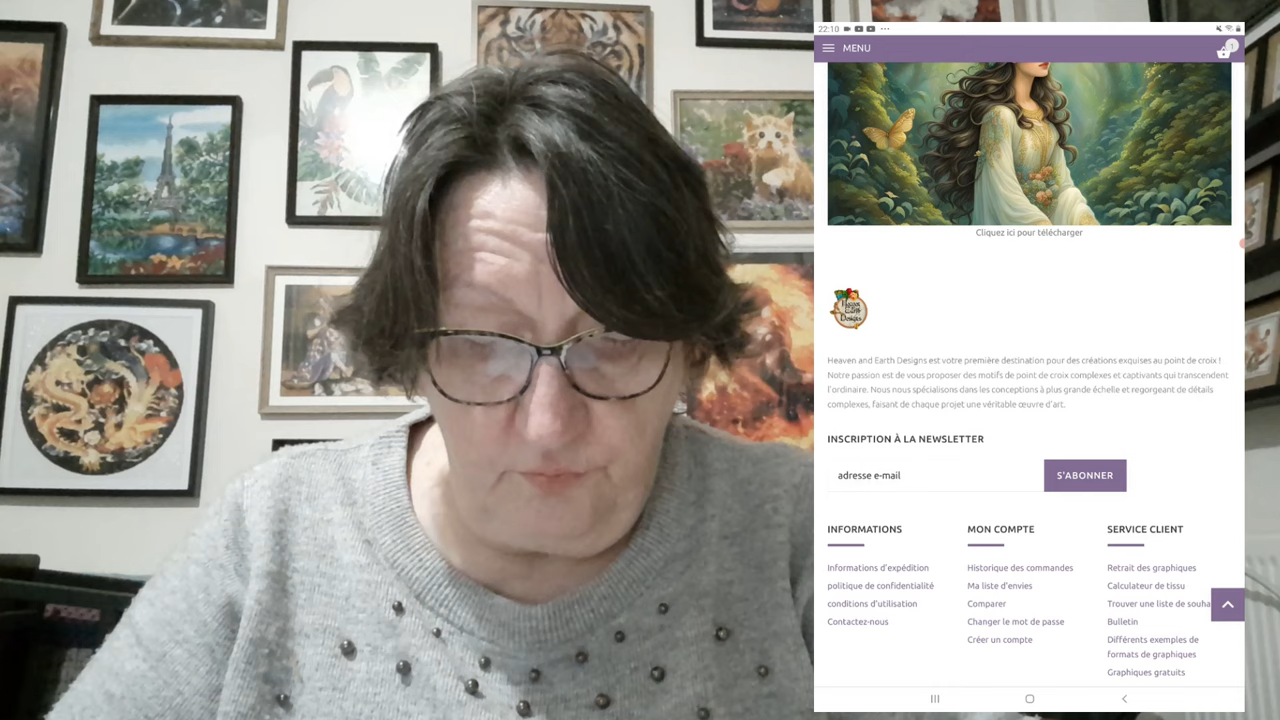 22:10
MENU
1
Cliquez ici pour télécharger
Heaven
Earth
Designs
Heaven and Earth Designs est votre première destination pour des créations exquises au point de croix !
Notre passion est de vous proposer des motifs de point de croix complexes et captivants qui transcendent
l'ordinaire. Nous nous spécialisons dans les conceptions à plus grande échelle et regorgeant de détails
complexes, faisant de chaque projet une véritable œuvre d'art.
INSCRIPTION À LA NEWSLETTER
adresse e-mail
S'ABONNER
INFORMATIONS
Informations d'expédition
politique de confidentialité
conditions d'utilisation
Contactez-nous
MON COMPTE
Historique des commandes
Ma liste d'envies
Comparer
Changer le mot de passe
Créer un compte
SERVICE CLIENT
Retrait des graphiques
Calculateur de tissu
Trouver une liste de souha
Bulletin
Différents exemples de
formats de graphiques
Graphiques gratuits